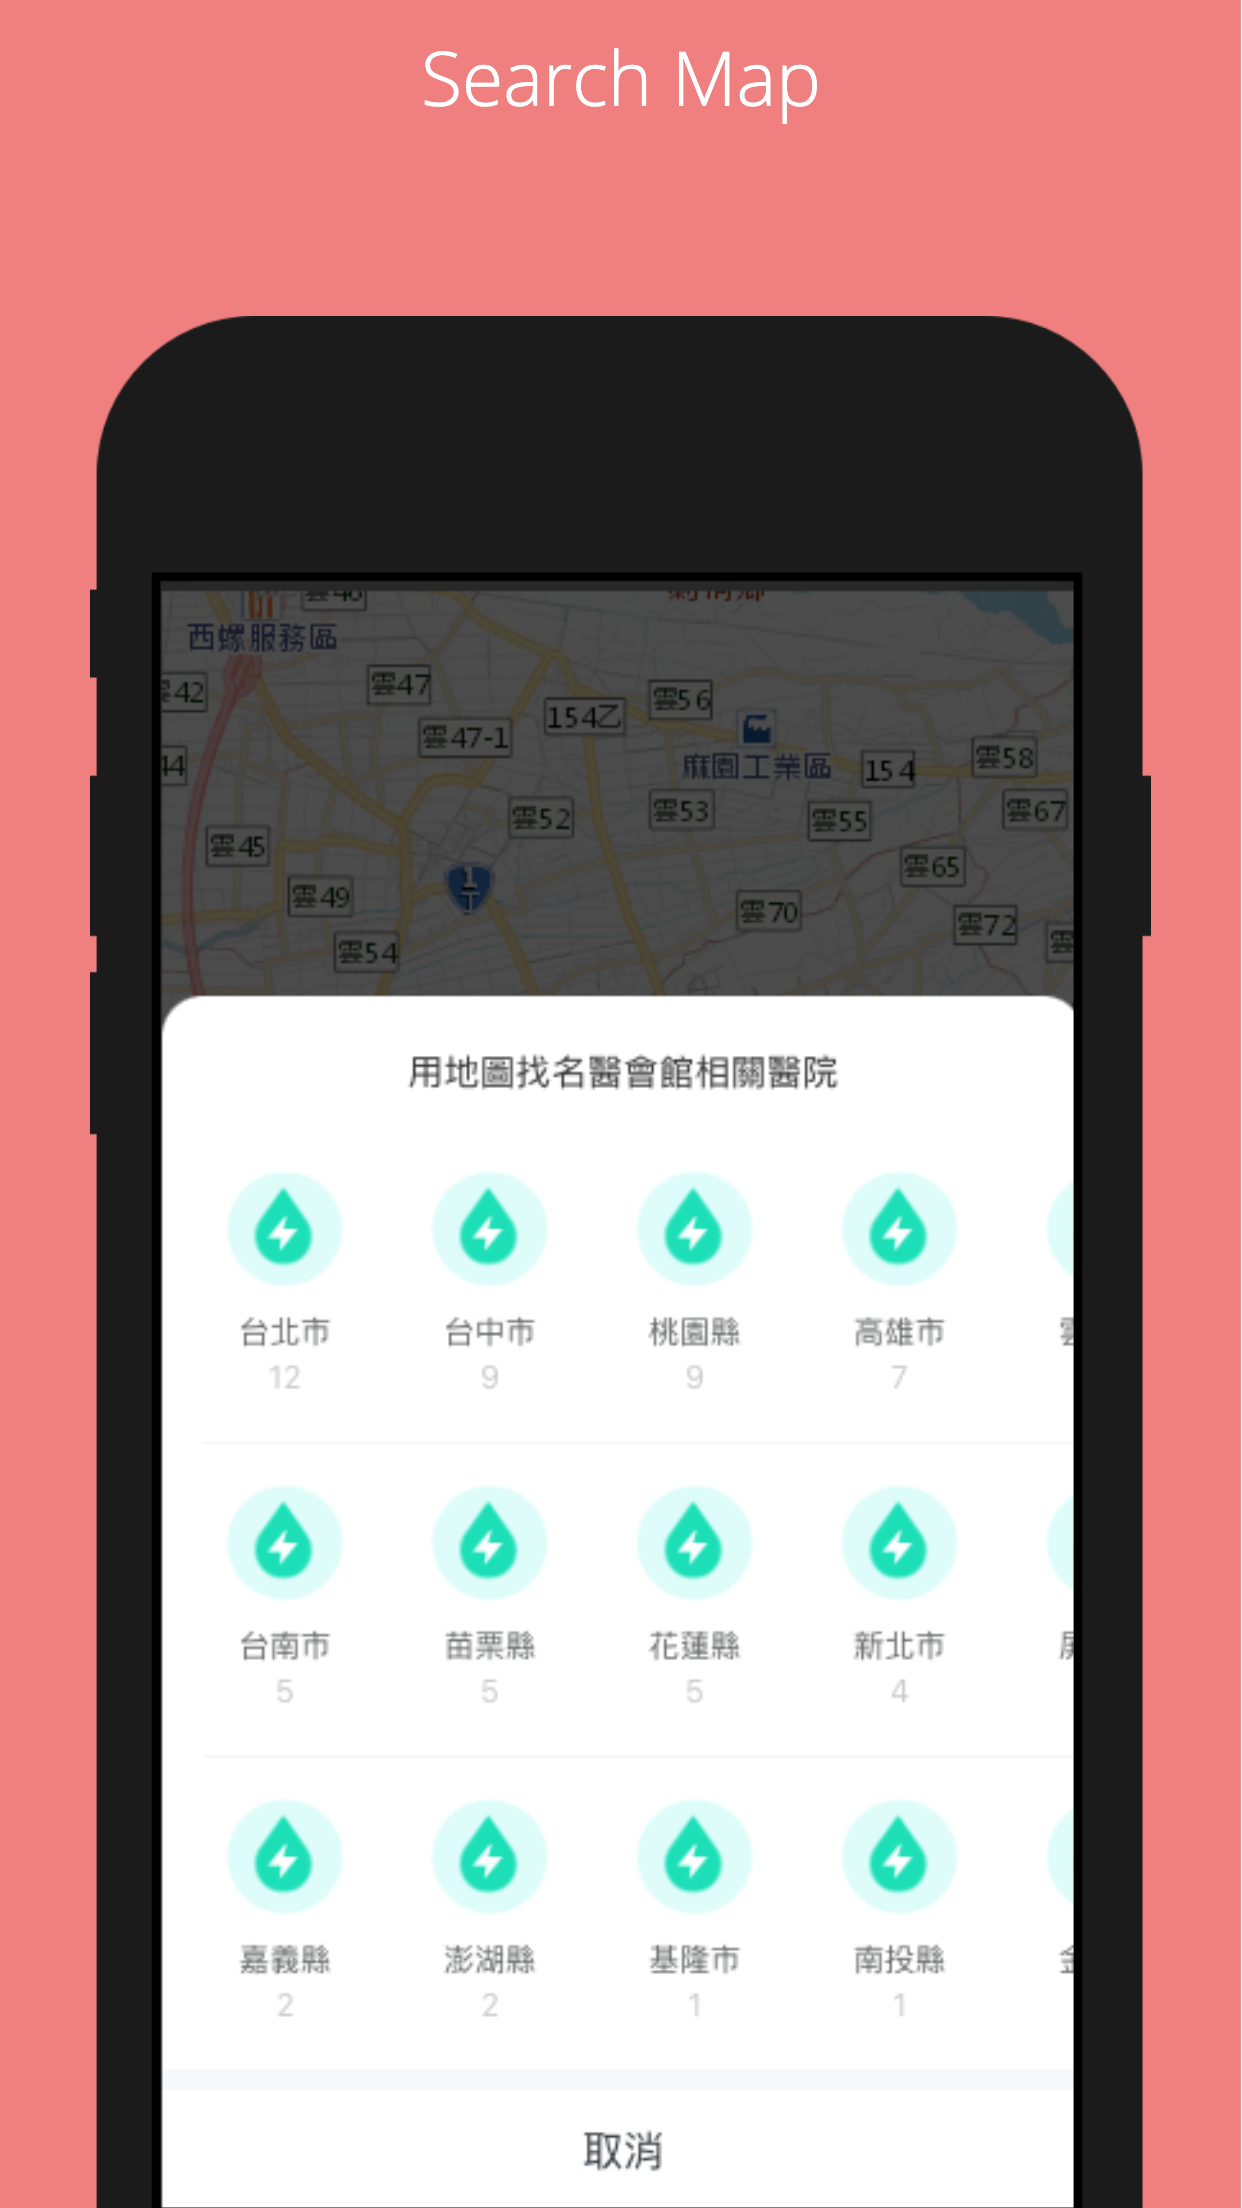 Search Map
西螺服務區
雲47
雲56
154乙
雲47-1
雲58
麻園工業區
154
雲52
雲53
雲55
雲67
雲45
雲65
1
雲49
雲70
雲72
雲54
用地圖找名醫會館相關醫院
台北市 台中市 桃園縣 高雄市
12 9 9 7
台南市 苗栗縣 花蓮縣 新北市
5 5 5 4
嘉義縣 澎湖縣 基隆市 南投縣
2 2 1 1
取消